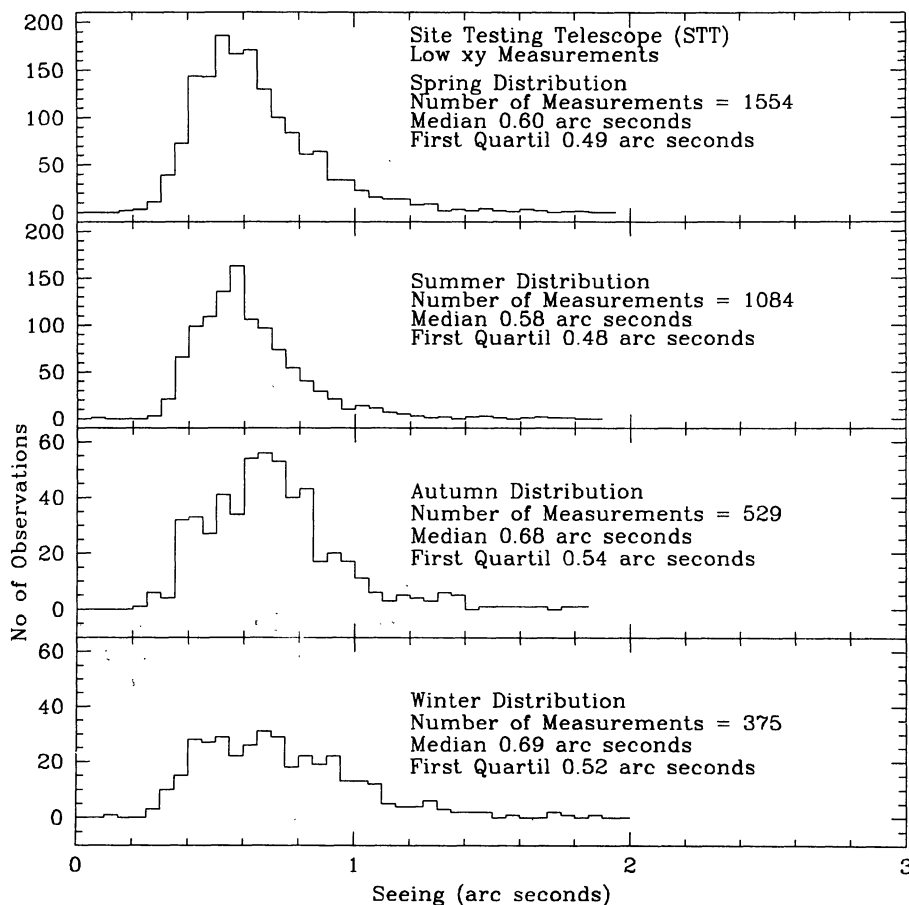 Site Testing Telescope (STT)
Low xy Measurements
Spring Distribution
Number of Measurements = 1554
Median 0.60 arc seconds
First Quartil 0.49 arc seconds
200
150
100
50
0
Summer Distribution
Number of Measurements = 1084
Median 0.58 arc seconds
First Quartil 0.48 arc seconds
200
150
100
50
0
Autumn Distribution
Number of Measurements = 529
Median 0.68 arc seconds
First Quartil 0.54 arc seconds
60
40
20
0
Winter Distribution
Number of Measurements = 375
Median 0.69 arc seconds
First Quartil 0.52 arc seconds
60
40
20
0
No of Observations
0 1 2 3
Seeing (arc seconds)